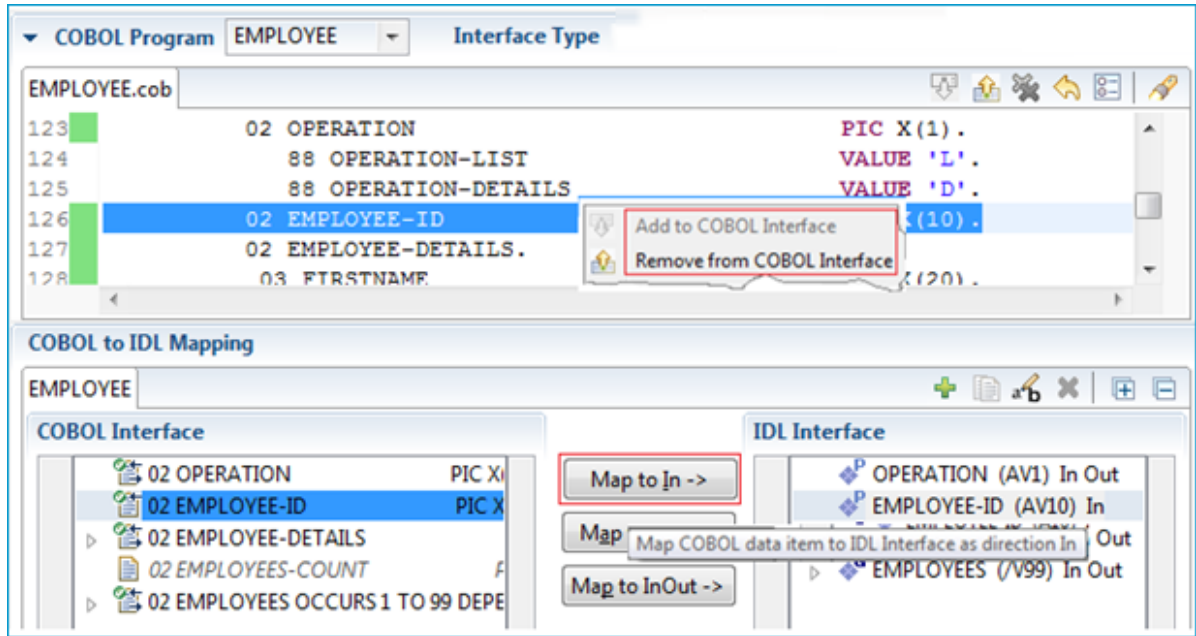 COBOL Program EMPLOYEE Interface Type
EMPLOYEE.cob
123 02 OPERATION PIC X(1).
124 88 OPERATION-LIST VALUE 'L'.
125 88 OPERATION-DETAILS VALUE 'D'.
126 02 EMPLOYEE-ID (10).
Add to COBOL Interface
127 02 EMPLOYEE-DETAILS.
Remove from COBOL Interface
128 03 FIRSTNAME (20).
COBOL to IDL Mapping
EMPLOYEE
COBOL Interface IDL Interface
02 OPERATION PIC X( Map to In -> OPERATION (AV1) In Out
02 EMPLOYEE-ID PIC X EMPLOYEE-ID (AV10) In
02 EMPLOYEE-DETAILS Map Map COBOL data item to IDL Interface as direction In Out
02 EMPLOYEES-COUNT Map to InOut -> EMPLOYEES (/V99) In Out
02 EMPLOYEES OCCURS 1 TO 99 DEPE